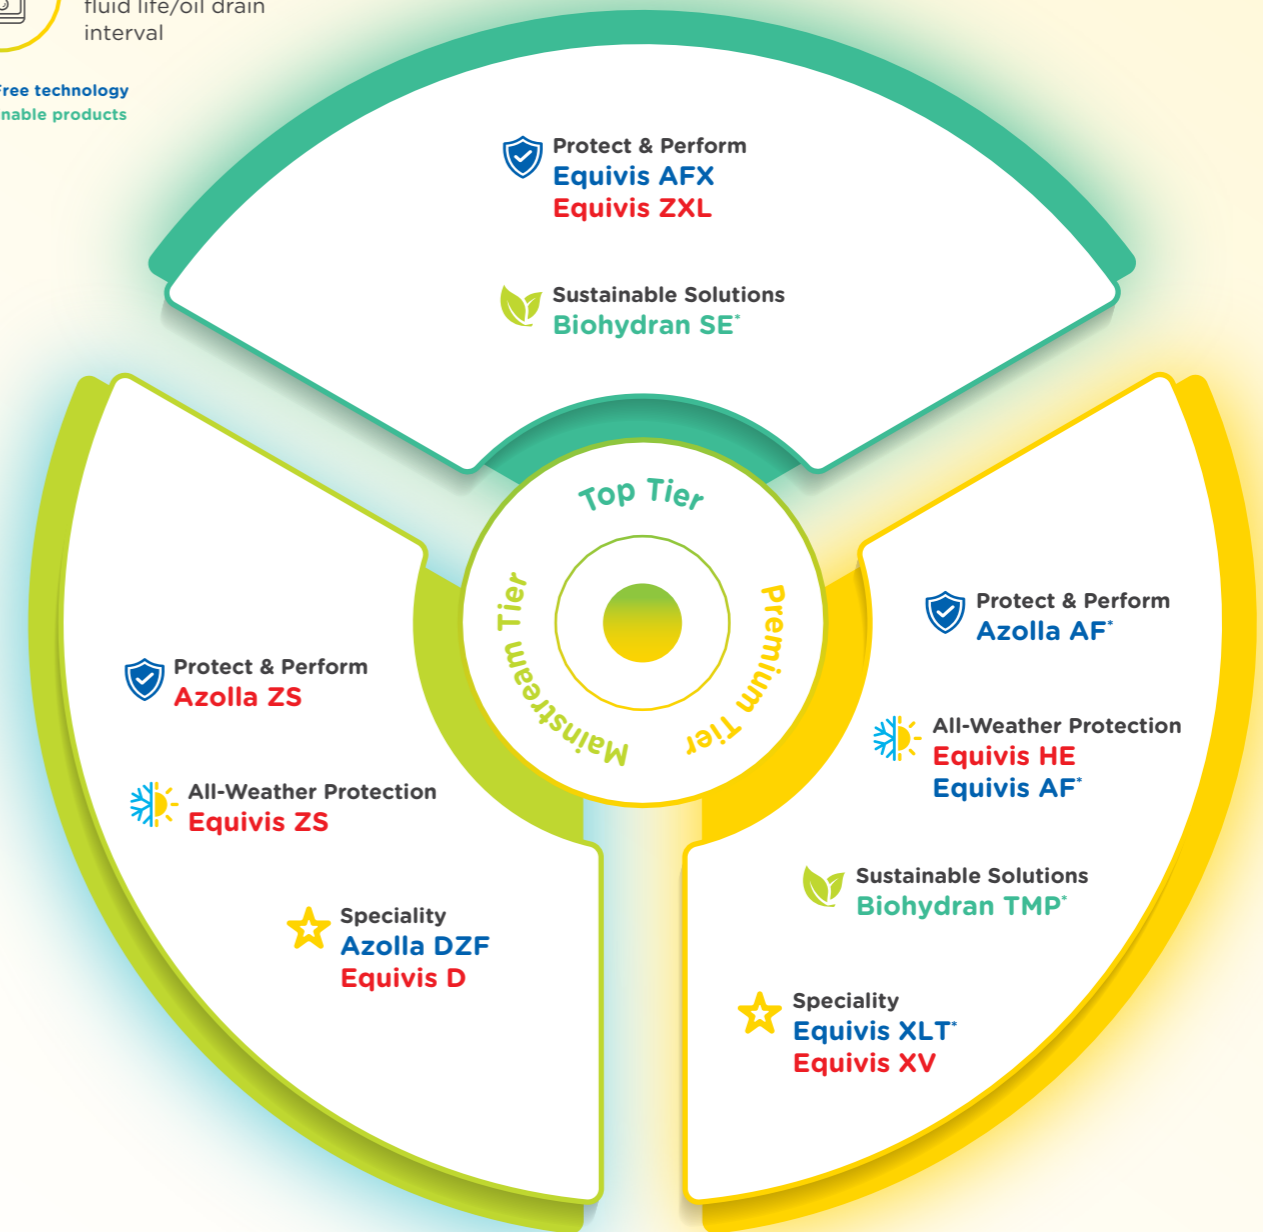 fluid life/oil drain
interval
Free technology
nable products
Protect & Perform
Equivis AFX
Equivis ZXL
Sustainable Solutions
Biohydran SE*
Top Tier
Premium Tier
Mainstream Tier
Protect & Perform
Azolla AF*
All-Weather Protection
Equivis HE
Equivis AF*
Sustainable Solutions
Biohydran TMP*
Speciality
Equivis XLT*
Equivis XV
Protect & Perform
Azolla ZS
All-Weather Protection
Equivis ZS
Speciality
Azolla DZF
Equivis D